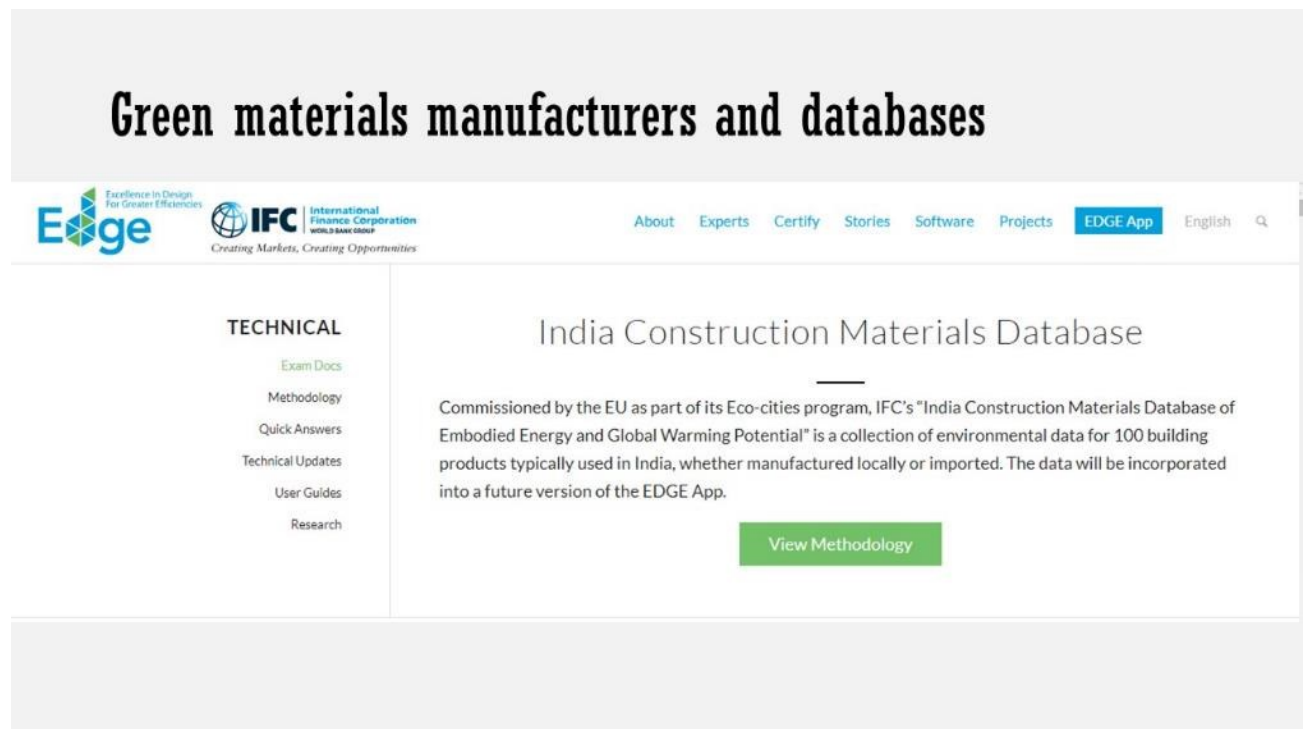 Green materials manufacturers and databases
Edge
Excellence in Design
For Greater Efficiencies
IFC
International
Finance Corporation
WORLD BANK GROUP
Creating Markets, Creating Opportunities
About Experts Certify Stories Software Projects EDGE App English
TECHNICAL
Exam Docs
Methodology
Quick Answers
Technical Updates
User Guides
Research
India Construction Materials Database
Commissioned by the EU as part of its Eco-cities program, IFC's "India Construction Materials Database of
Embodied Energy and Global Warming Potential" is a collection of environmental data for 100 building
products typically used in India, whether manufactured locally or imported. The data will be incorporated
into a future version of the EDGE App.
View Methodology